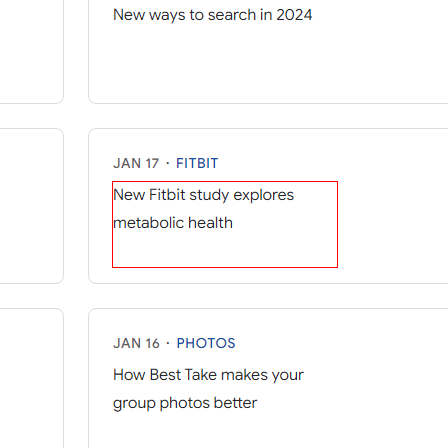 New ways to search in 2024
JAN 17 · FITBIT
New Fitbit study explores
metabolic health
JAN 16 · PHOTOS
How Best Take makes your
group photos better